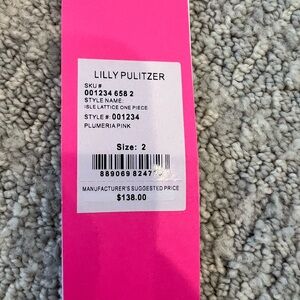 LILLY PULITZER
SKU#
001234 658 2
STYLE NAME:
ISLE LATTICE ONE PIECE
STYLE #: 001234
PLUMERIA PINK
Size: 2
MANUFACTURER'S SUGGESTED PRICE
$138.00